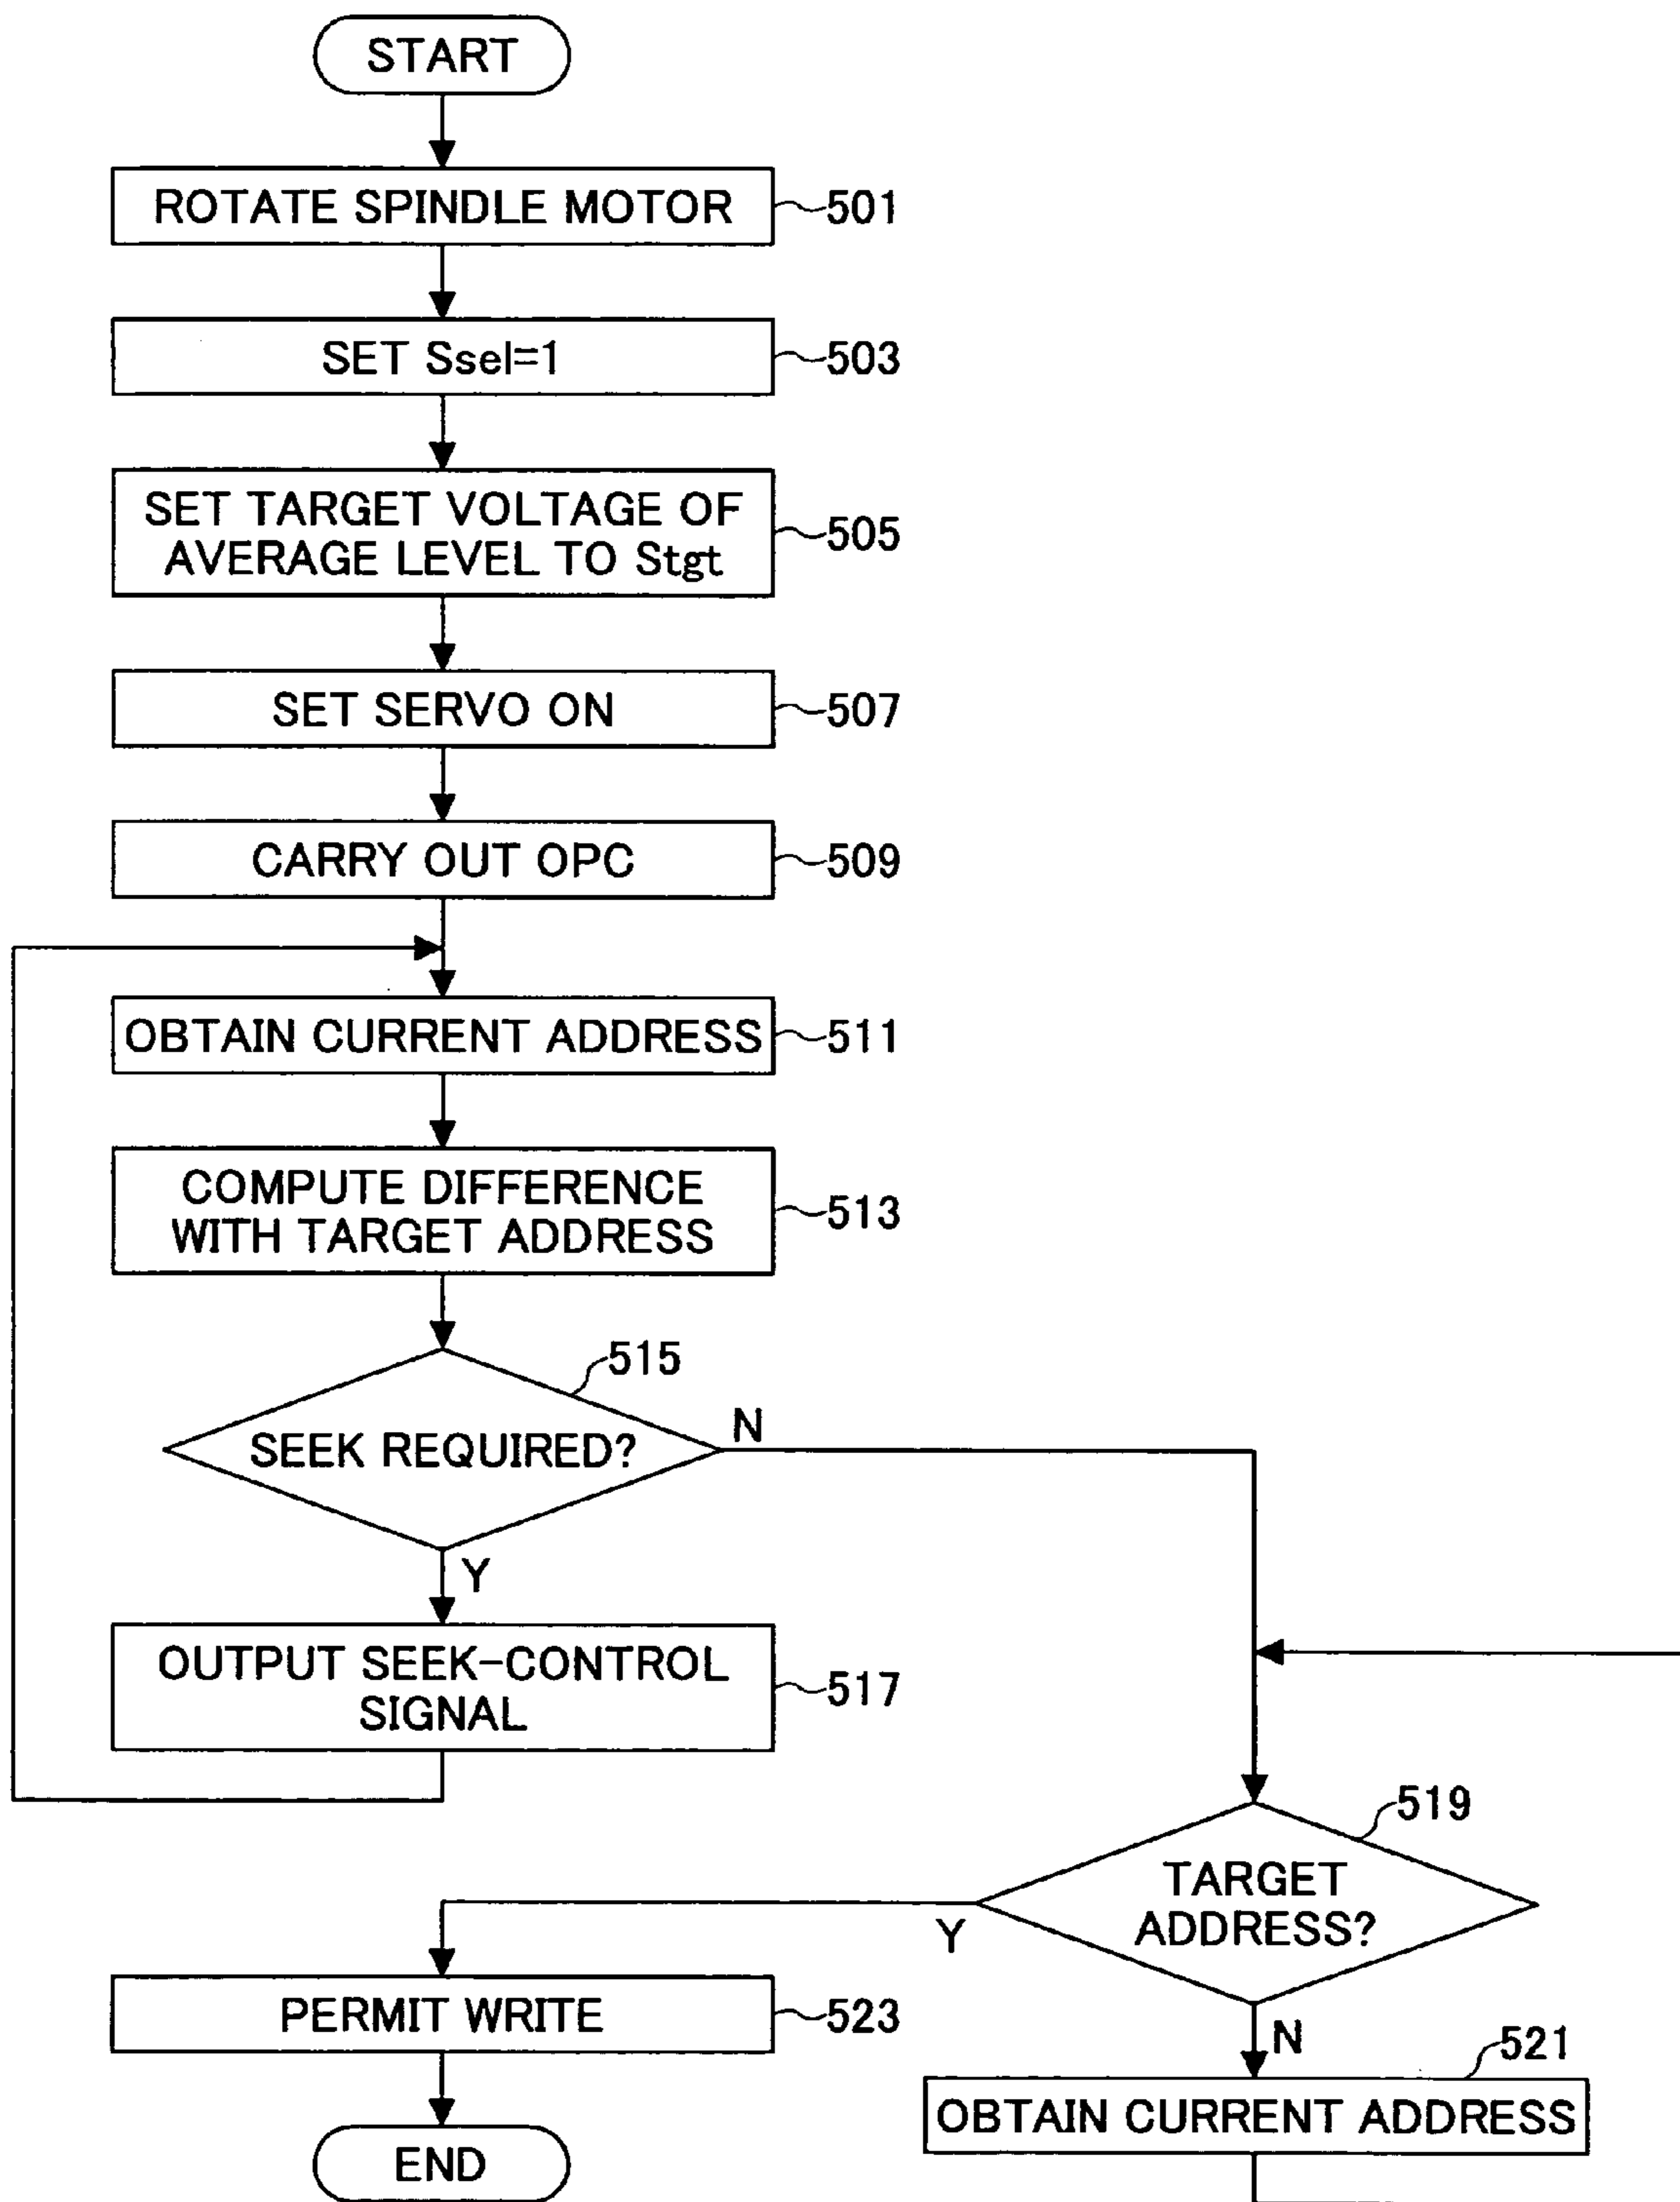 START
ROTATE SPINDLE MOTOR
501
SET Ssel=1
503
SET TARGET VOLTAGE OF
AVERAGE LEVEL TO Stgt
505
SET SERVO ON
507
CARRY OUT OPC
509
OBTAIN CURRENT ADDRESS
511
COMPUTE DIFFERENCE
WITH TARGET ADDRESS
513
515
SEEK REQUIRED?
N
Y
OUTPUT SEEK-CONTROL
SIGNAL
517
519
TARGET
ADDRESS?
Y
N
PERMIT WRITE
523
521
OBTAIN CURRENT ADDRESS
END